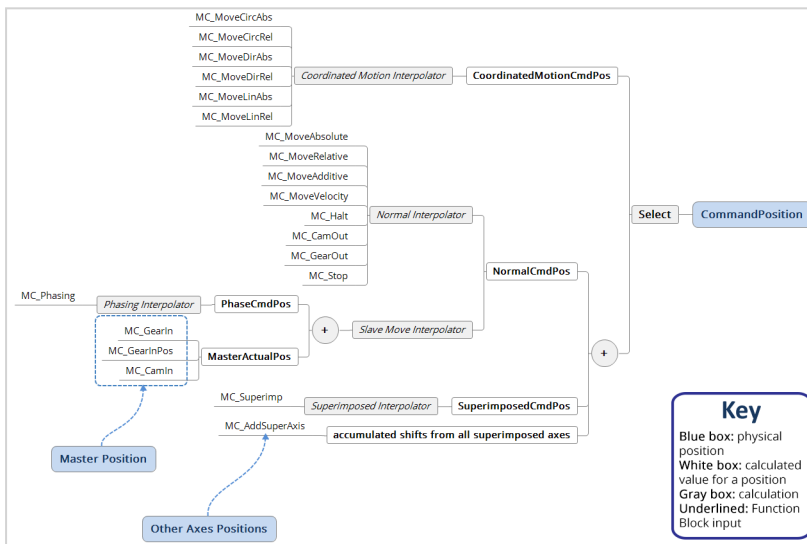 MC_MoveCircAbs
MC_MoveCircRel
MC_MoveDirAbs
MC_MoveDirRel
MC_MoveLinAbs
MC_MoveLinRel
Coordinated Motion Interpolator
CoordinatedMotionCmdPos
MC_MoveAbsolute
MC_MoveRelative
MC_MoveAdditive
MC_MoveVelocity
MC_Halt
MC_CamOut
MC_GearOut
MC_Stop
Normal Interpolator
NormalCmdPos
Select
CommandPosition
MC_Phasing
Phasing Interpolator
PhaseCmdPos
MC_GearIn
MC_GearInPos
MC_CamIn
MasterActualPos
+
Slave Move Interpolator
+
MC_Superimp
Superimposed Interpolator
SuperimposedCmdPos
MC_AddSuperAxis
accumulated shifts from all superimposed axes
Master Position
Other Axes Positions
Key
Blue box: physical
position
White box: calculated
value for a position
Gray box: calculation
Underlined: Function
Block input